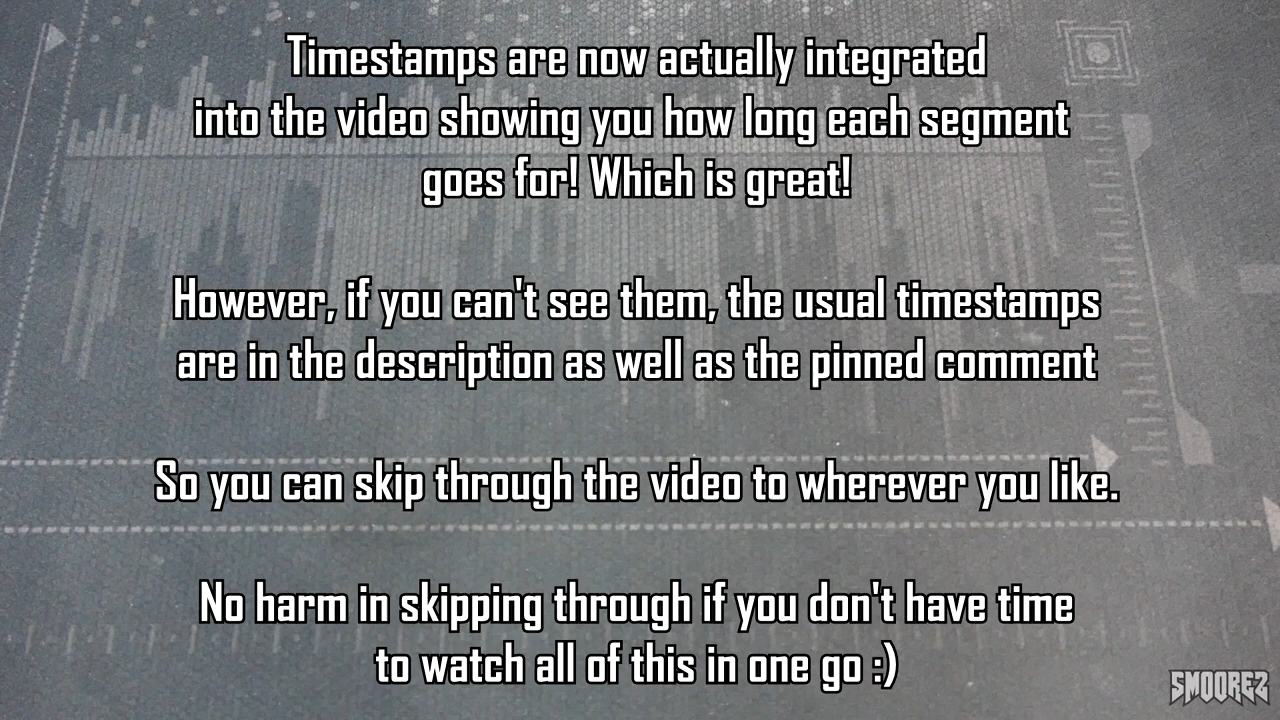 Timestamps are now actually integrated
into the video showing you how long each segment
goes for! Which is great!
However, if you can't see them, the usual timestamps
are in the description as well as the pinned comment
So you can skip through the video to wherever you like.
No harm in skipping through if you don't have time
to watch all of this in one go :)
SMOOREZ